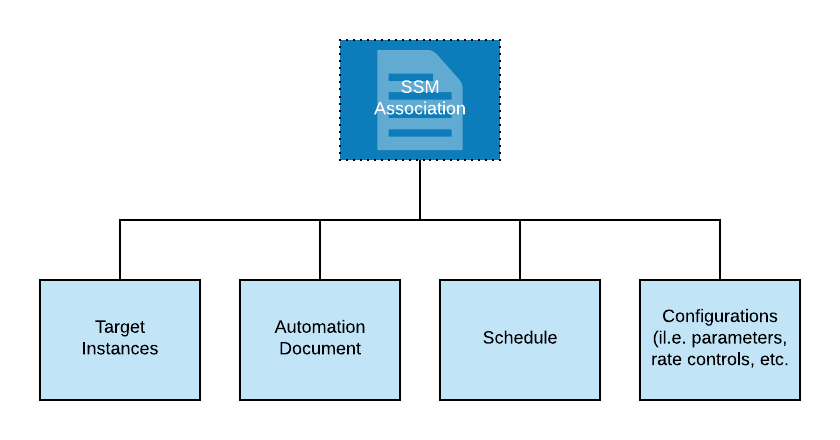 SSM
Association
Target
Instances
Automation
Document
Schedule
Configurations
(il.e. parameters,
rate controls, etc.